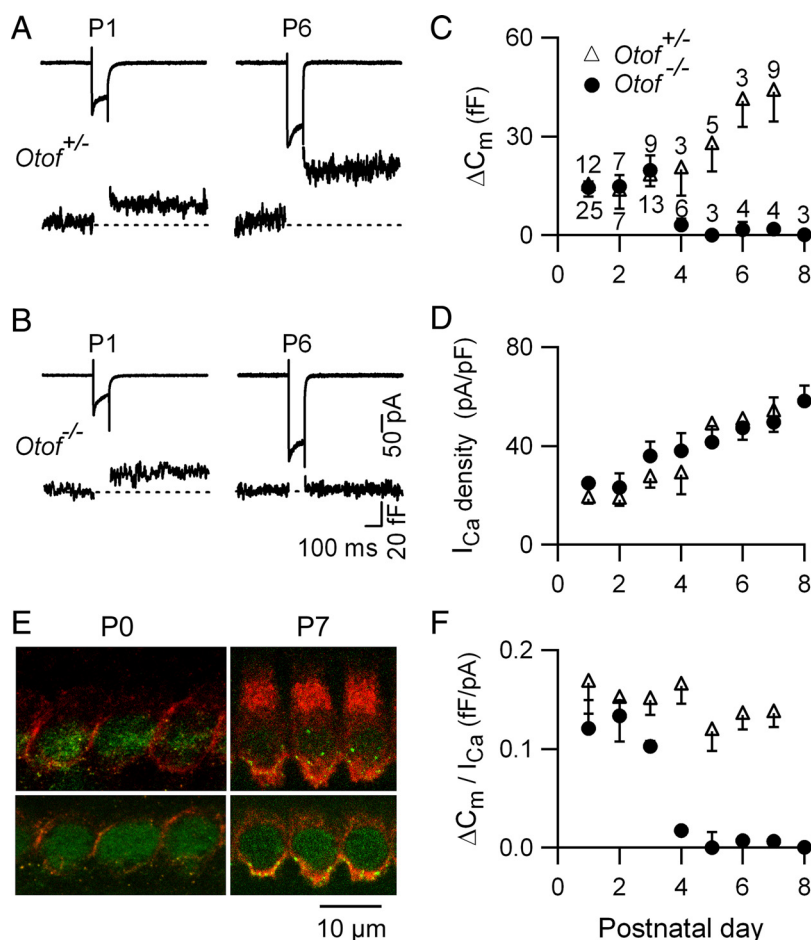 A
P1
P6
Otof+/-
B
P1
P6
Otof-/-
50 pA
100 ms
20 fF
E
P0
P7
10 µm
C
ΔCm (fF)
60
30
0
Otof+/-
Otof-/-
12
7
9
3
5
3
9
25
7
13
6
3
4
4
3
0
2
4
6
8
D
ICa density (pA/pF)
80
40
0
0
2
4
6
8
F
ΔCm / ICa (fF/pA)
0.2
0.1
0.0
0
2
4
6
8
Postnatal day